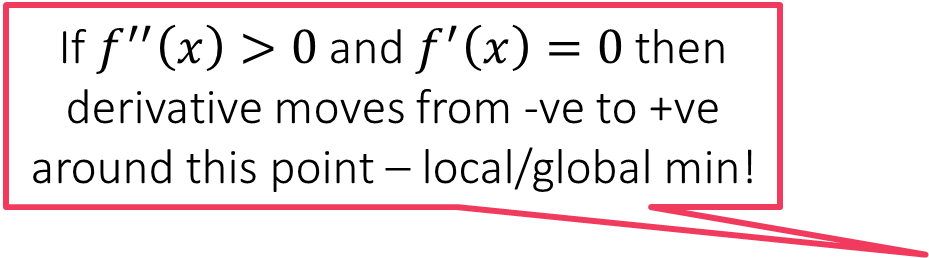 If f′′(x) > 0 and f′(x) = 0 then
derivative moves from -ve to +ve
around this point – local/global min!